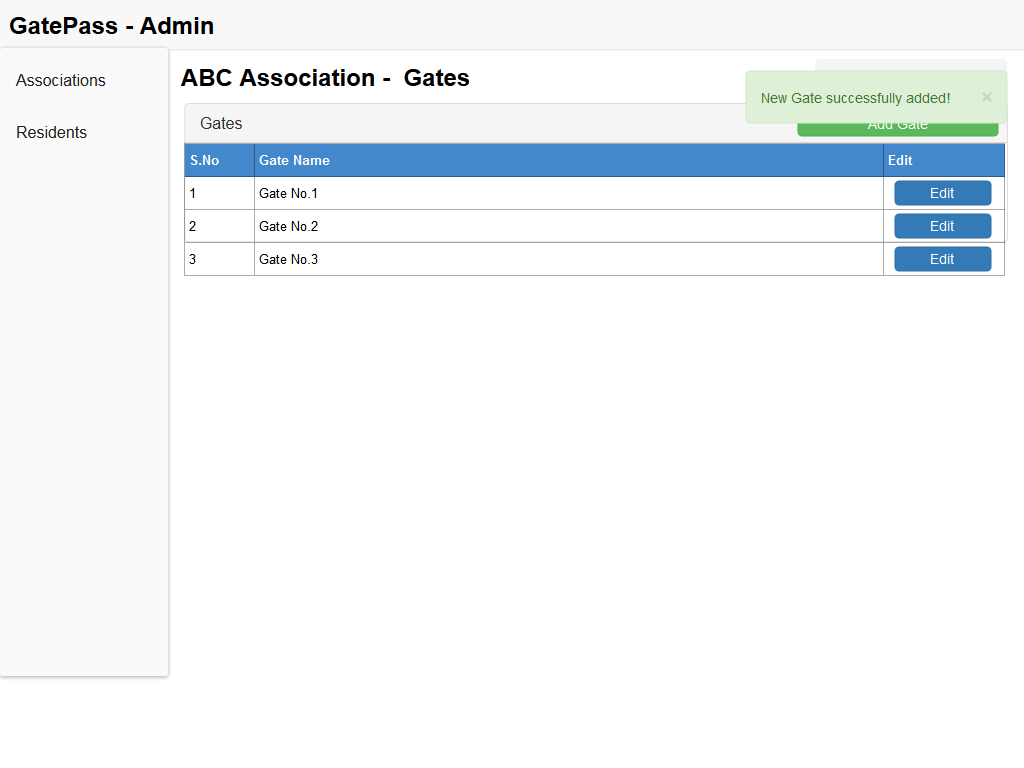 GatePass - Admin
Associations
Residents
ABC Association - Gates
New Gate successfully added! ×
Gates
Add Gate
S.No Gate Name Edit
1 Gate No.1 Edit
2 Gate No.2 Edit
3 Gate No.3 Edit